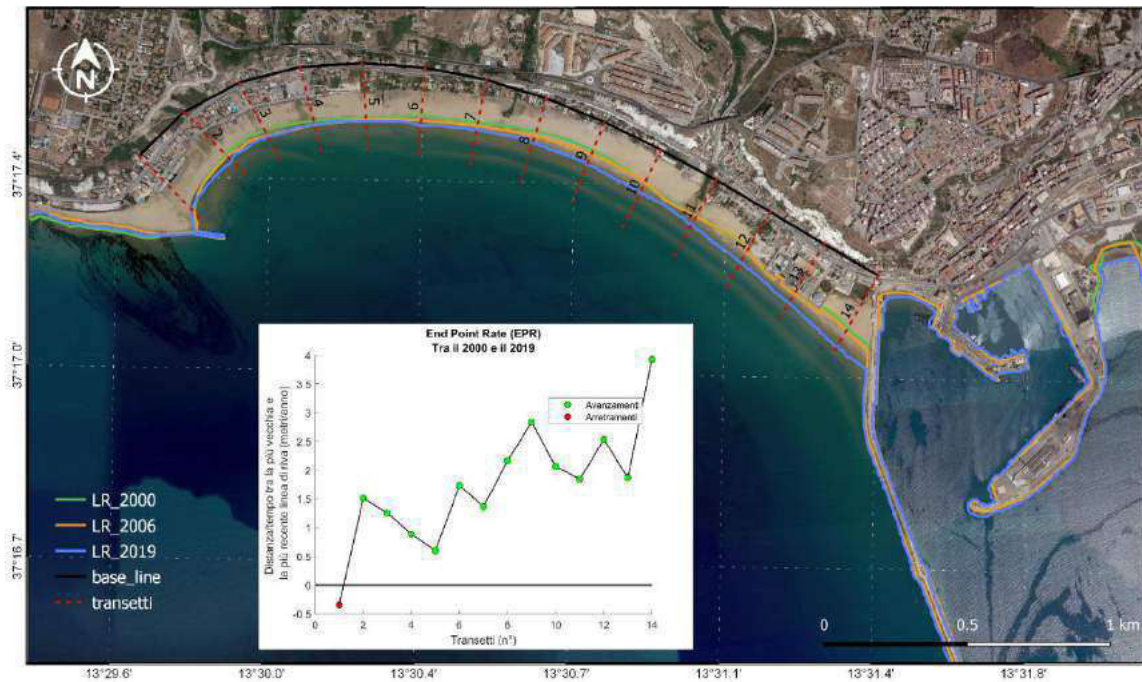 N
37°17.4'
37°17.0'
37°16.7'
2
3
4
5
6
7
8
9
10
11
12
13
14
End Point Rate (EPR)
Tra il 2000 e il 2019
Distanza/tempo tra la più vecchia e
la più recente linea di riva [metri/anno]
4
3.5
3
2.5
2
1.5
1
0.5
0
-0.5
Avanzamenti
Arretramenti
0 2 4 6 8 10 12 14
Transetti (n°)
LR_2000
LR_2006
LR_2019
base_line
transetti
0 0.5 1 km
13°29.6' 13°30.0' 13°30.4' 13°30.7' 13°31.1' 13°31.4' 13°31.8'